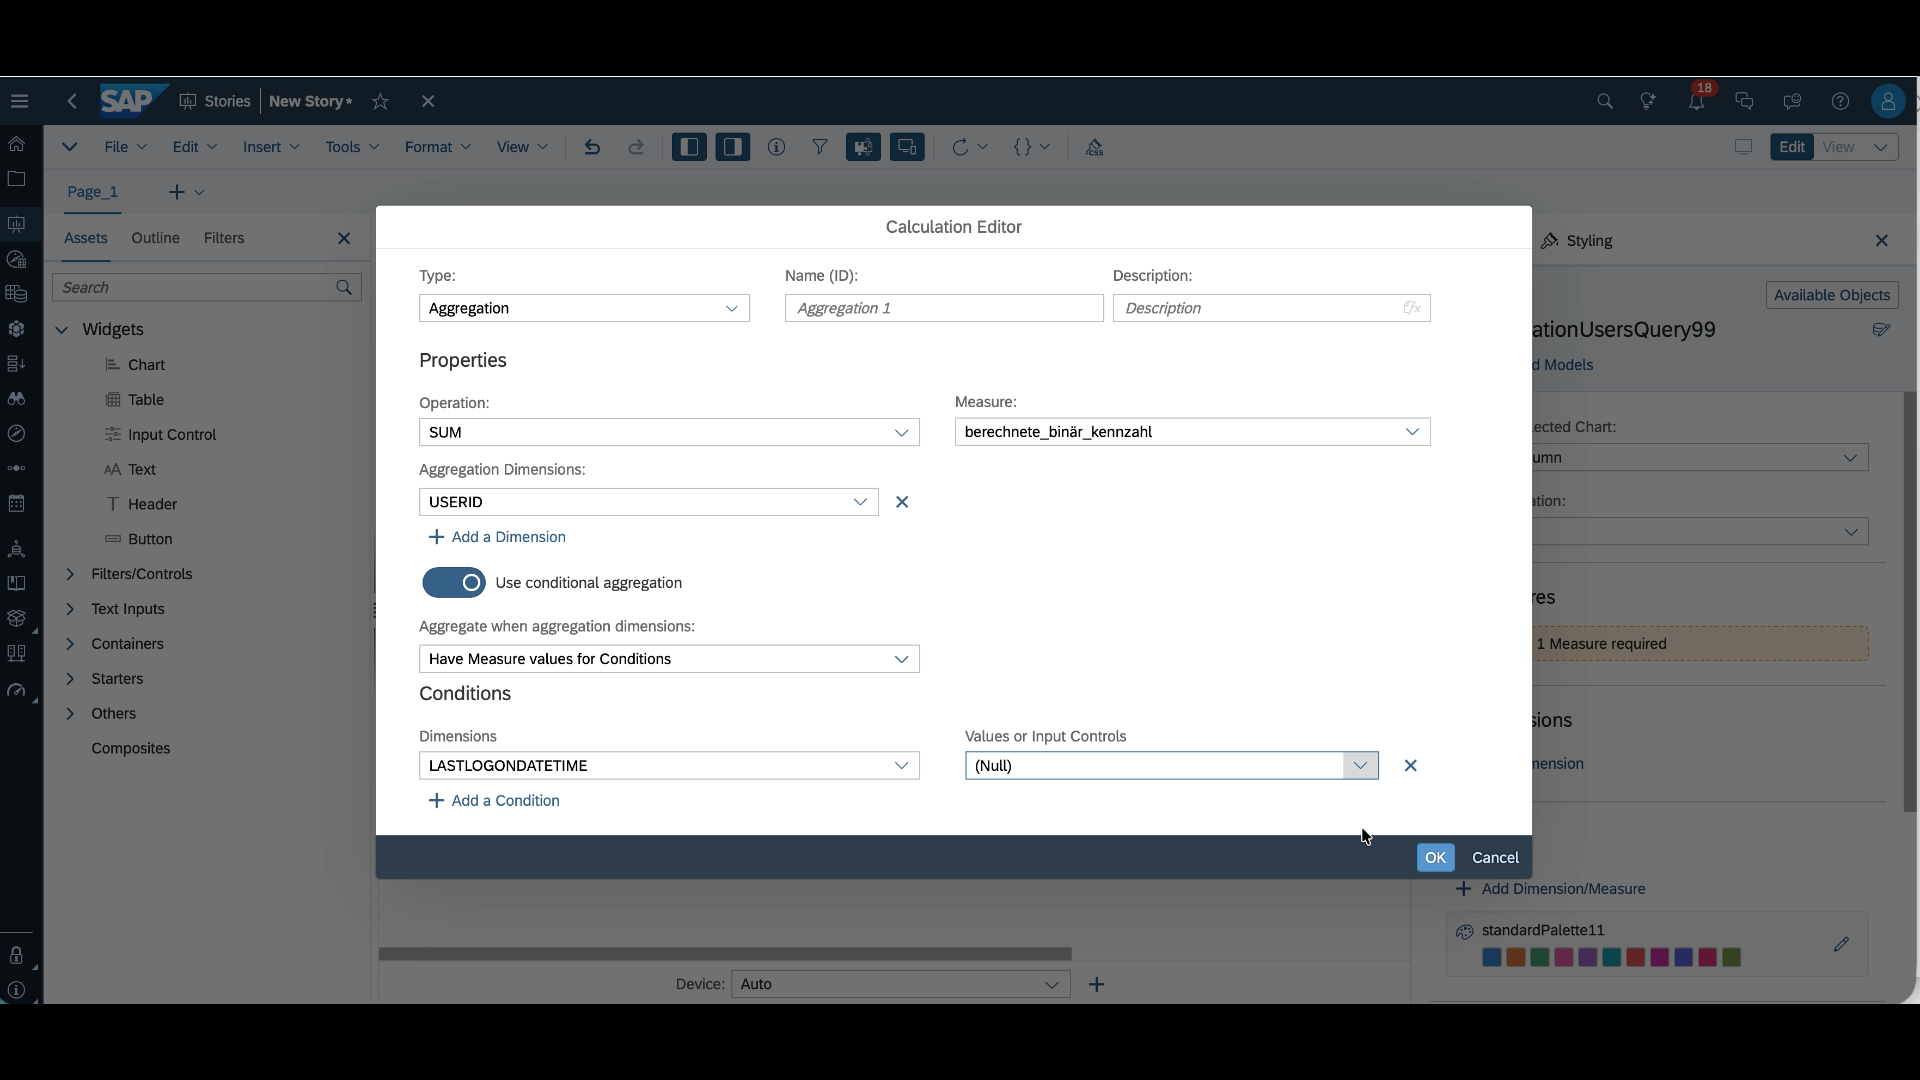 18
SAP Stories New Story*
File Edit Insert Tools Format View CSS Edit View
Page_1
Calculation Editor
Assets Outline Filters
Styling
Search
Type: Name (ID): Description:
Available Objects
Aggregation Aggregation 1 Description
Widgets
ationUsersQuery99
Chart
Properties
d Models
Table
Operation: Measure:
Input Control
SUM berechnete_binär_kennzahl
ected Chart:
umn
Text
Aggregation Dimensions:
Header
USERID
ation:
Button
Add a Dimension
Filters/Controls
Use conditional aggregation
Text Inputs
res
Containers
Aggregate when aggregation dimensions:
1 Measure required
Starters
Have Measure values for Conditions
Others
Conditions
sions
Composites
Dimensions Values or Input Controls
LASTLOGONDATETIME (Null)
mension
Add a Condition
OK Cancel
Add Dimension/Measure
standardPalette11
Device: Auto